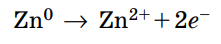 Zn⁰ → Zn²⁺ + 2e⁻